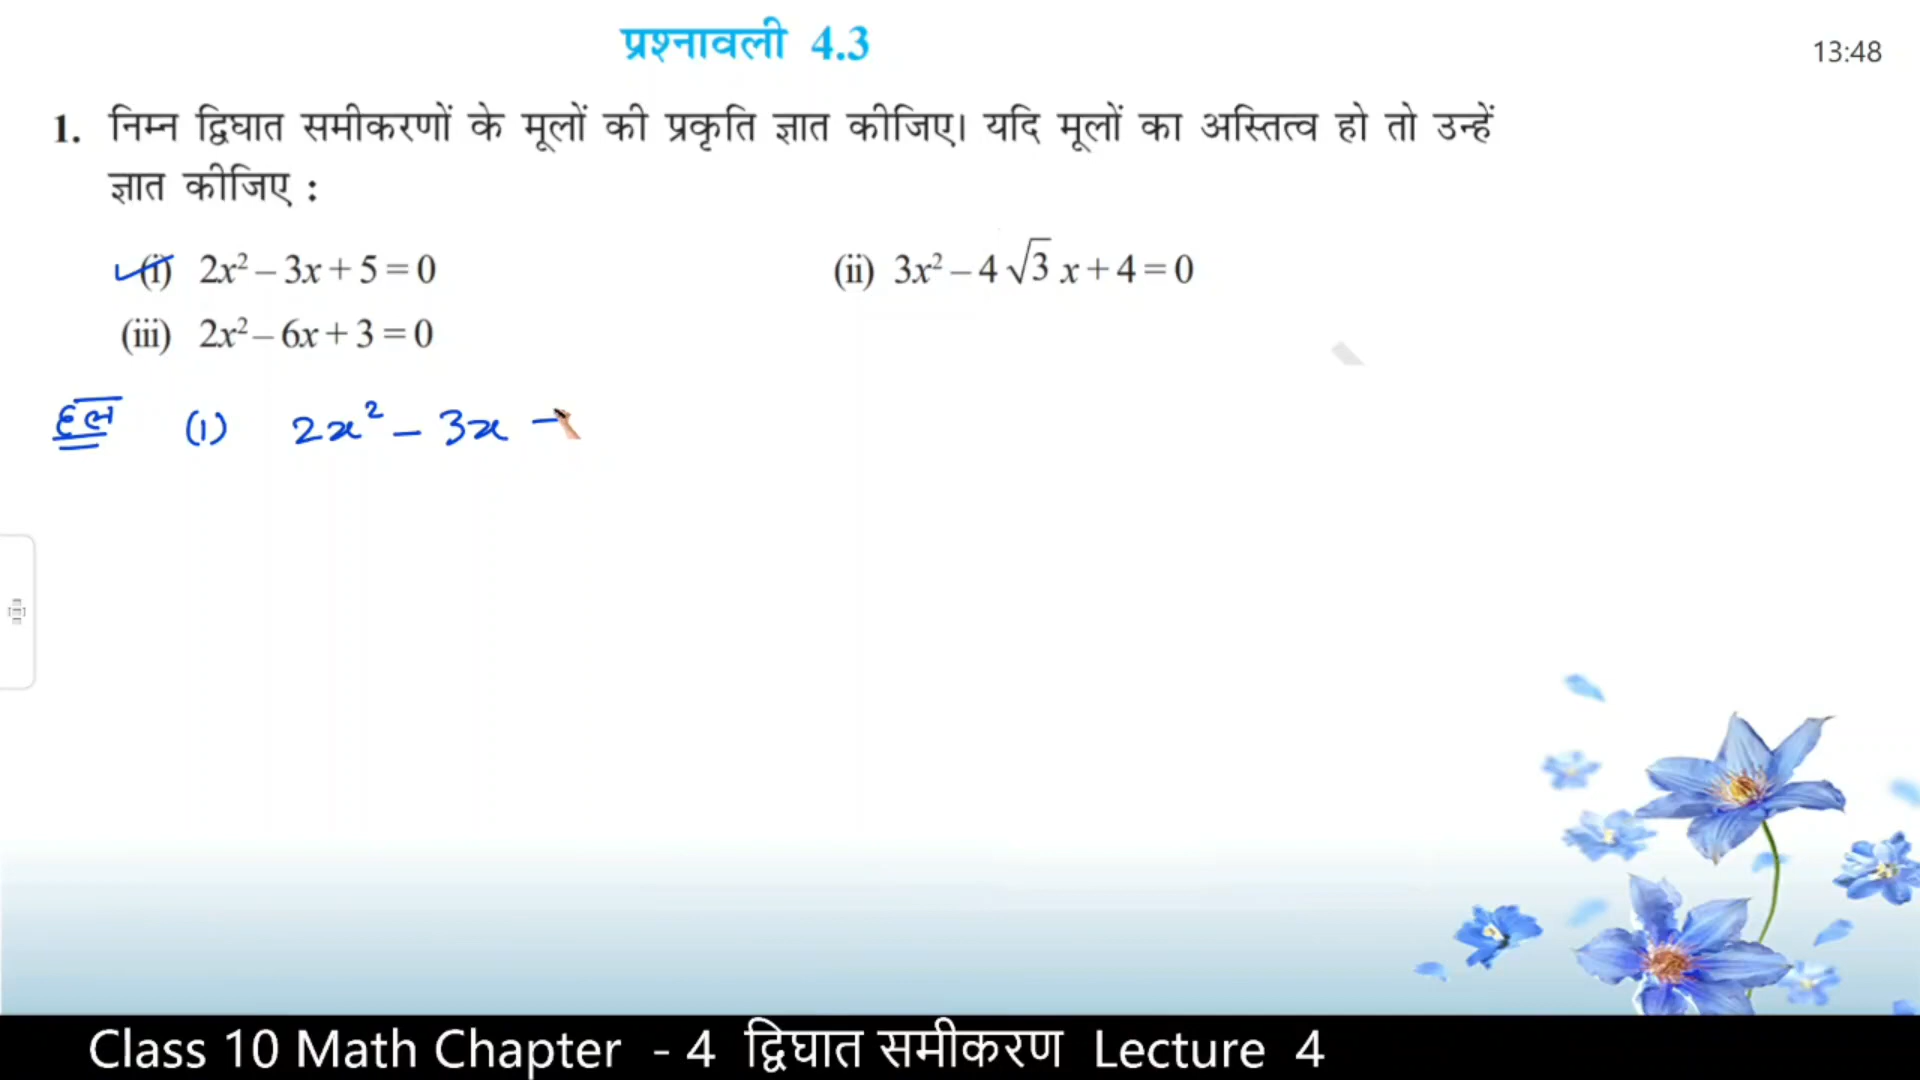 प्रश्नावली 4.3
13:48
1. निम्न द्विघात समीकरणों के मूलों की प्रकृति ज्ञात कीजिए। यदि मूलों का अस्तित्व हो तो उन्हें
ज्ञात कीजिए :
(i) 2x² – 3x + 5 = 0
(ii) 3x² – 4√3 x + 4 = 0
(iii) 2x² – 6x + 3 = 0
हल (1) 2x² – 3x –
Class 10 Math Chapter - 4 द्विघात समीकरण Lecture 4